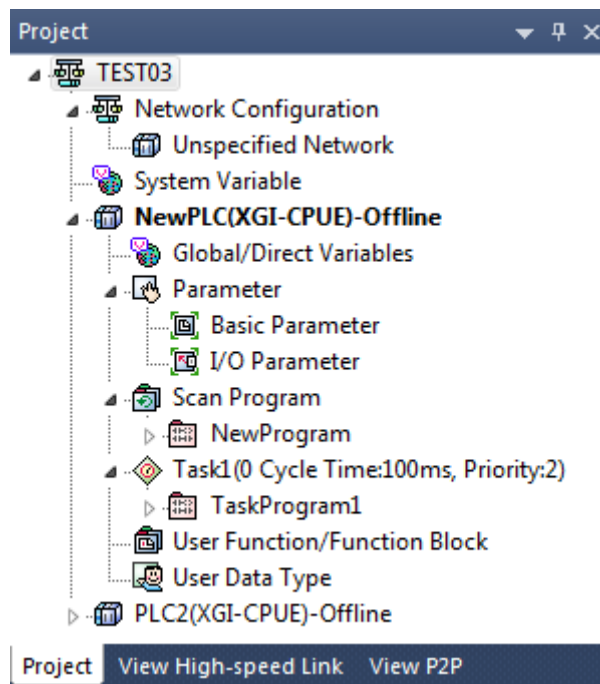 Project
TEST03
Network Configuration
Unspecified Network
System Variable
NewPLC(XGI-CPUE)-Offline
Global/Direct Variables
Parameter
Basic Parameter
I/O Parameter
Scan Program
NewProgram
Task1(0 Cycle Time:100ms, Priority:2)
TaskProgram1
User Function/Function Block
User Data Type
PLC2(XGI-CPUE)-Offline
Project View High-speed Link View P2P